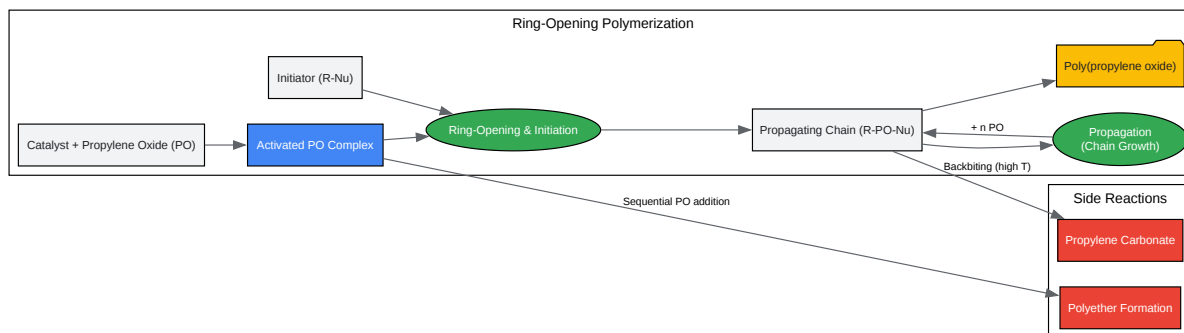 Ring-Opening Polymerization
Initiator (R-Nu)
Poly(propylene oxide)
Catalyst + Propylene Oxide (PO)
Activated PO Complex
Ring-Opening & Initiation
Propagating Chain (R-PO-Nu)
+ n PO
Propagation
(Chain Growth)
Backbiting (high T)
Sequential PO addition
Side Reactions
Propylene Carbonate
Polyether Formation